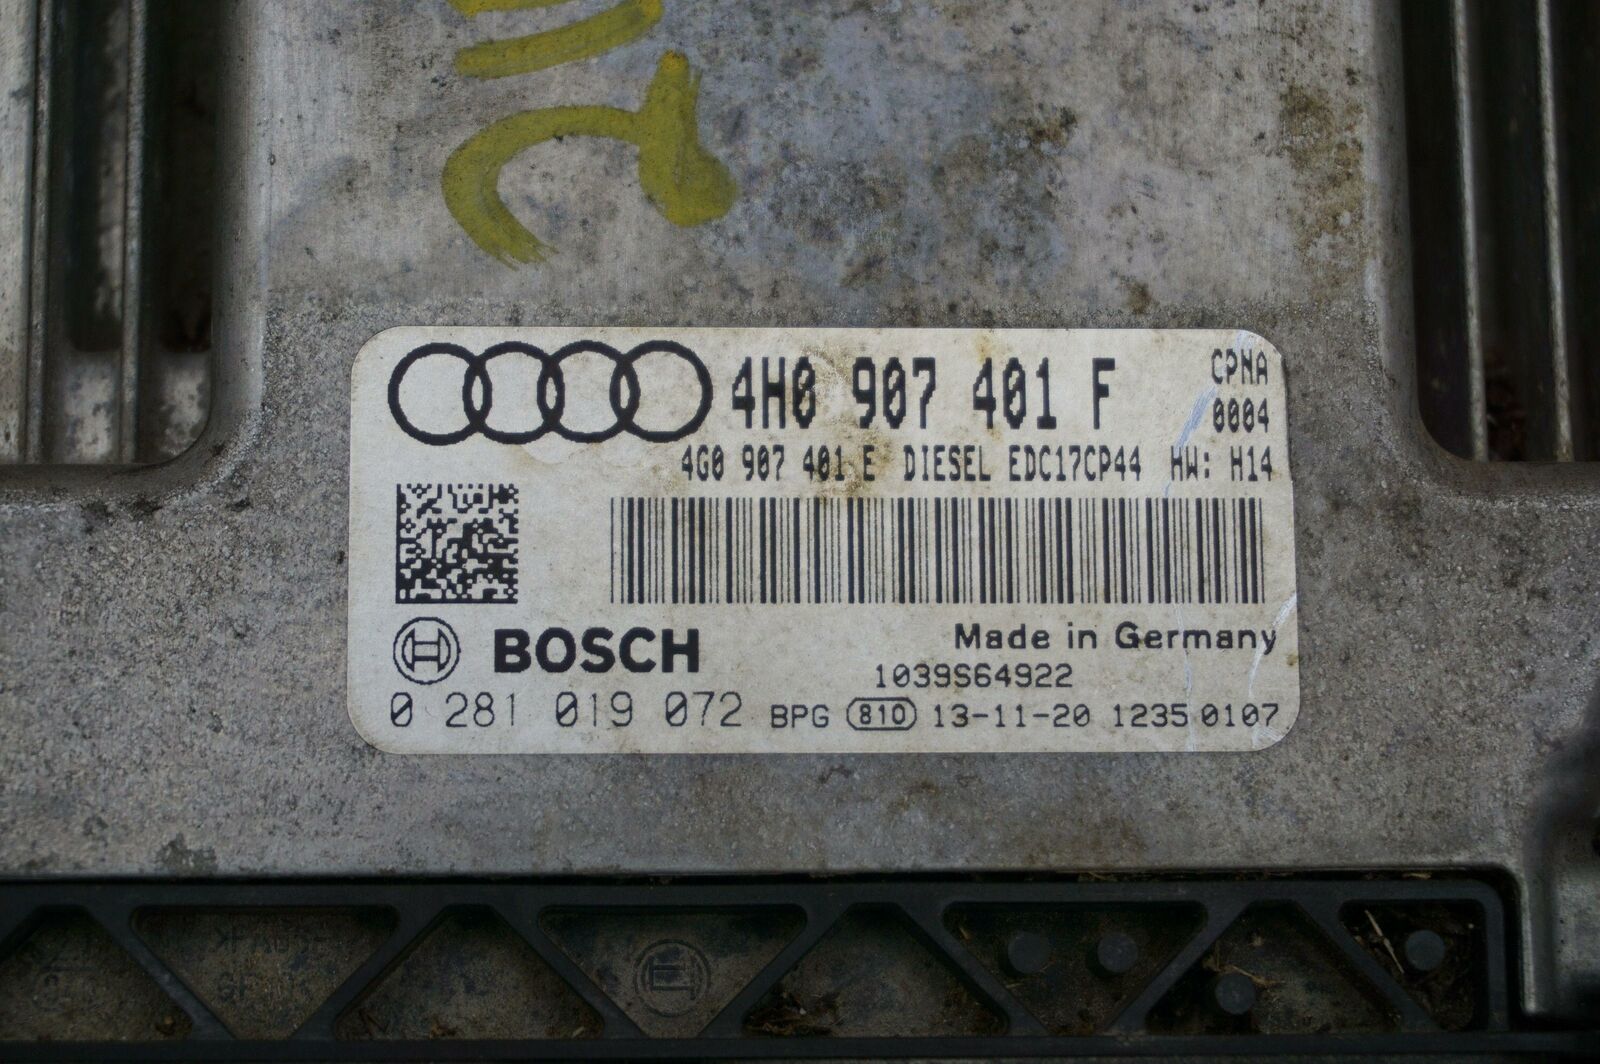 4H0 907 401 F
CPNA
0004
4G0 907 401 E DIESEL EDC17CP44 HW: H14
BOSCH
Made in Germany
1039S64922
0 281 019 072 BPG 810 13-11-20 1235 0107